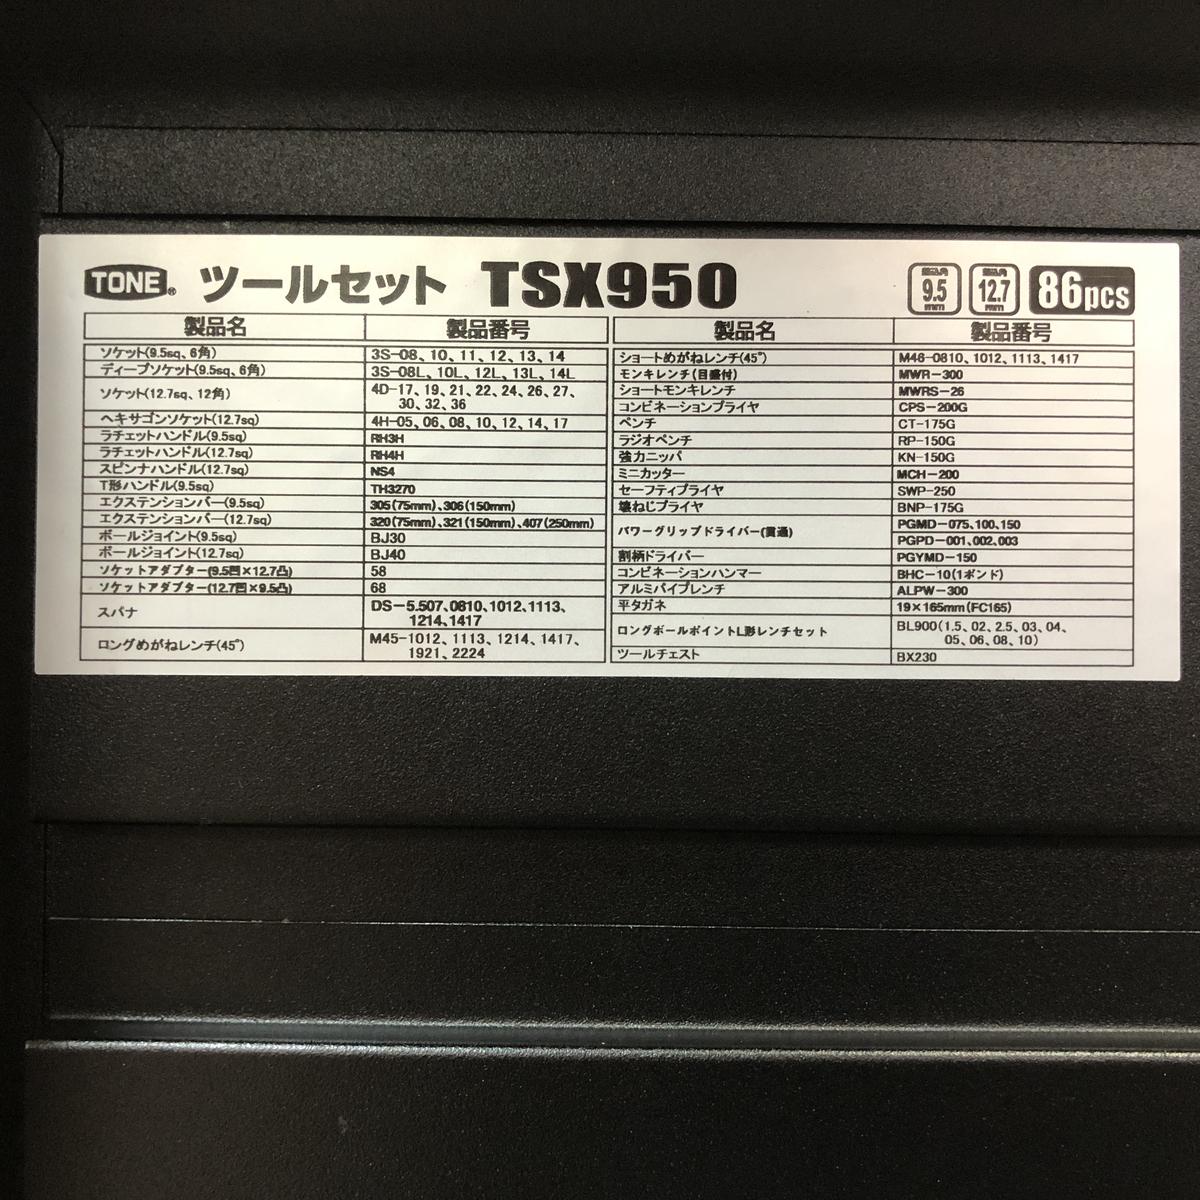 TONE® ツールセット TSX950 差込角 9.5 mm 差込角 12.7 mm 86pcs
製品名 製品番号
ソケット(9.5sq、6角) 3S-08、10、11、12、13、14
ディープソケット(9.5sq、6角) 3S-08L、10L、12L、13L、14L
ソケット(12.7sq、12角) 4D-17、19、21、22、24、26、27、
30、32、36
ヘキサゴンソケット(12.7sq) 4H-05、06、08、10、12、14、17
ラチェットハンドル(9.5sq) RH3H
ラチェットハンドル(12.7sq) RH4H
スピンナハンドル(12.7sq) NS4
T形ハンドル(9.5sq) TH3270
エクステンションバー(9.5sq) 305(75mm)、306(150mm)
エクステンションバー(12.7sq) 320(75mm)、321(150mm)、407(250mm)
ボールジョイント(9.5sq) BJ30
ボールジョイント(12.7sq) BJ40
ソケットアダプター(9.5凹×12.7凸) 58
ソケットアダプター(12.7凹×9.5凸) 68
スパナ DS-5.507、0810、1012、1113、
1214、1417
ロングめがねレンチ(45°) M45-1012、1113、1214、1417、
1921、2224
製品名 製品番号
ショートめがねレンチ(45°) M46-0810、1012、1113、1417
モンキレンチ(目盛付) MWR-300
ショートモンキレンチ MWRS-26
コンビネーションプライヤ CPS-200G
ペンチ CT-175G
ラジオペンチ RP-150G
強力ニッパ KN-150G
ミニカッター MCH-200
セーフティプライヤ SWP-250
壊ねじプライヤ BNP-175G
パワーグリップドライバー(貫通) PGMD-075、100、150
PGPD-001、002、003
割柄ドライバー PGYMD-150
コンビネーションハンマー BHC-10(1ポンド)
アルミパイプレンチ ALPW-300
平タガネ 19×165mm(FC165)
ロングボールポイントL形レンチセット BL900(1.5、02、2.5、03、04、
05、06、08、10)
ツールチェスト BX230